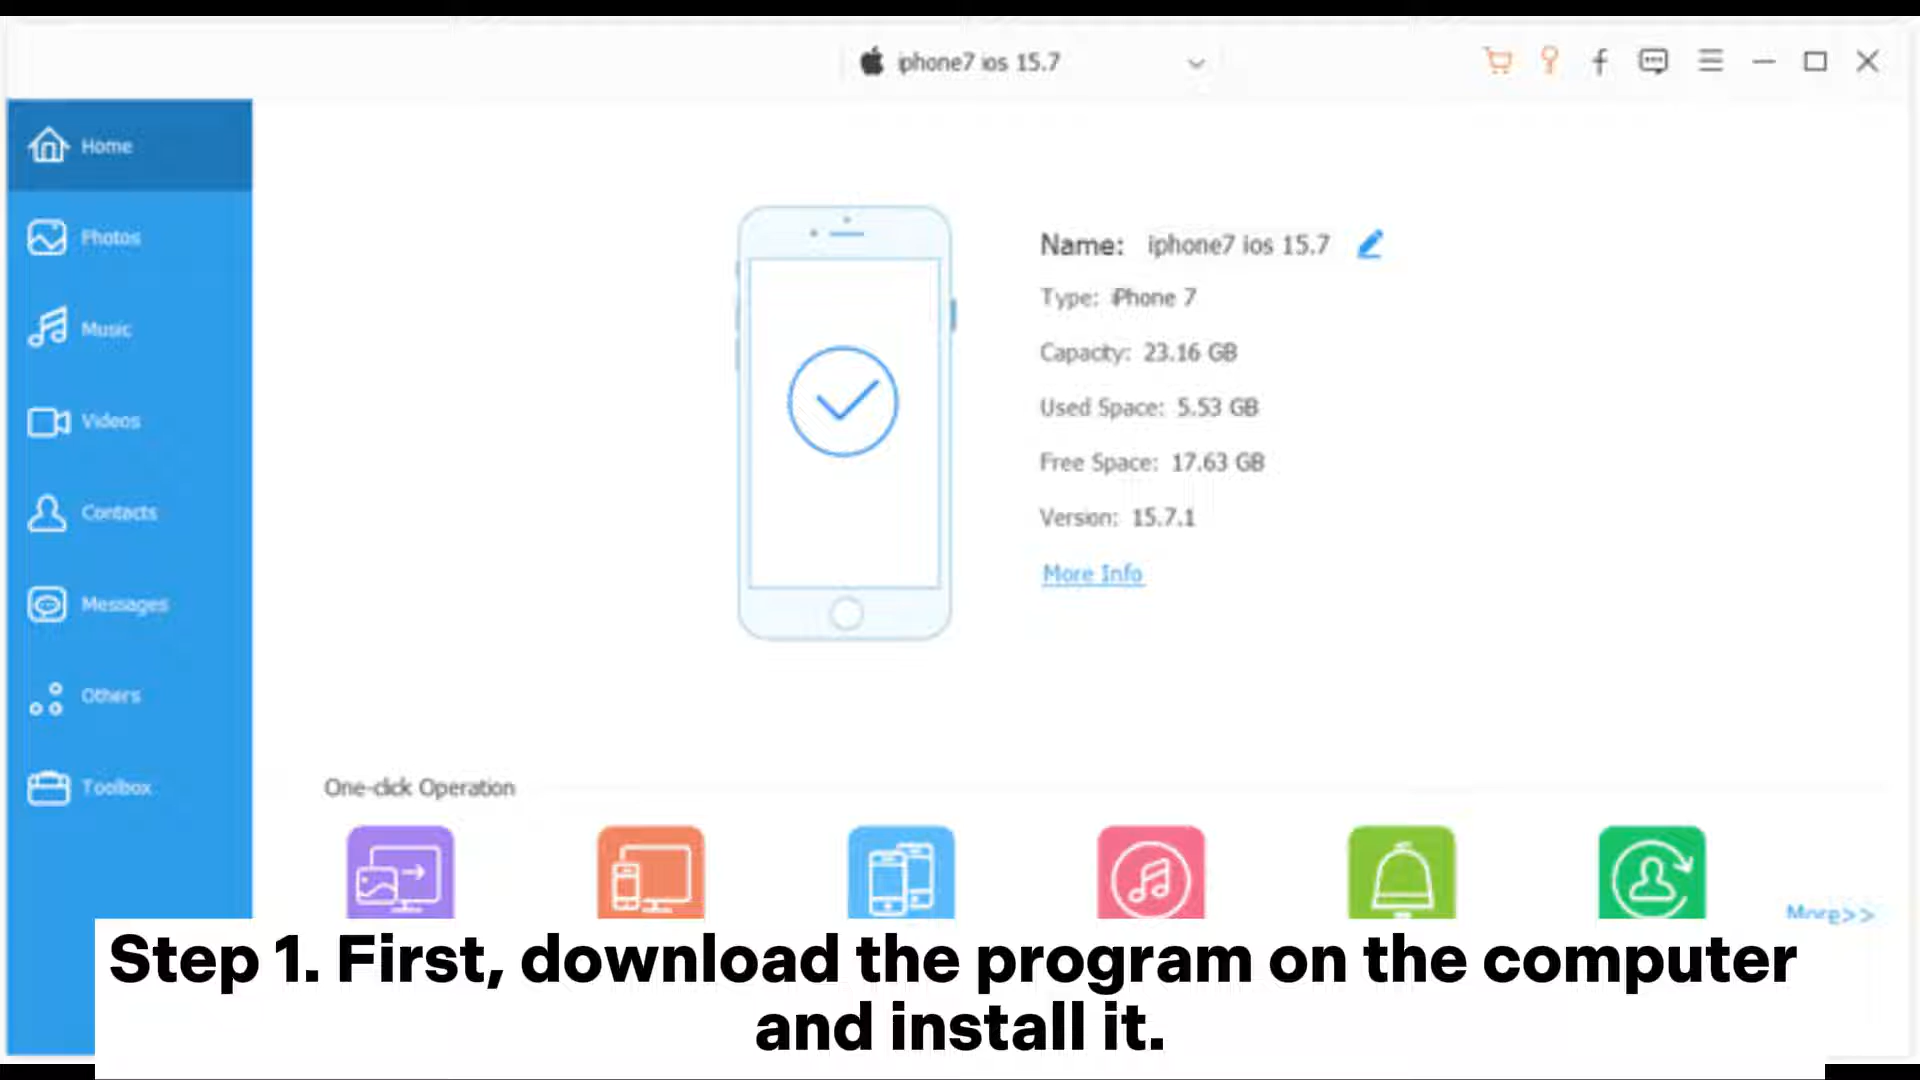 iphone7 ios 15.7
Home
Photos
Music
Videos
Contacts
Messages
Others
Toolbox
Name: iphone7 ios 15.7
Type: iPhone 7
Capacity: 23.16 GB
Used Space: 5.53 GB
Free Space: 17.63 GB
Version: 15.7.1
More Info
One-click Operation
More>>
Step 1. First, download the program on the computer
and install it.